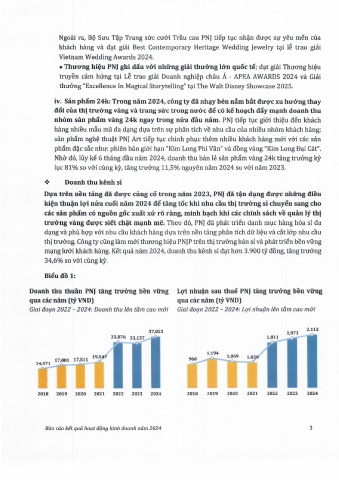 Ngoài ra, Bộ Sưu Tập Trang sức cưới Trầu cau PNJ tiếp tục nhận được sự yêu mến của
khách hàng và đạt giải Best Contemporary Heritage Wedding Jewelry tại lễ trao giải
Vietnam Wedding Awards 2024.
• Thương hiệu PNJ ghi dấu với những giải thưởng lớn quốc tế: đạt giải Thương hiệu
truyền cảm hứng tại Lễ trao giải Doanh nghiệp châu Á - APEA AWARDS 2024 và Giải
thưởng "Excellence In Magical Storytelling" tại The Walt Disney Showcase 2025.
iv. Sản phẩm 24k: Trong năm 2024, công ty đã nhạy bén nắm bắt được xu hướng thay
đổi của thị trường vàng và trang sức trong nước để có kế hoạch đẩy mạnh doanh thu
nhóm sản phẩm vàng 24k ngay trong nửa đầu năm. PNJ tiếp tục giới thiệu đến khách
hàng nhiều mẫu mã đa dạng dựa trên sự phân tích về nhu cầu của nhiều nhóm khách hàng;
sản phẩm nghệ thuật PNJ Art tiếp tục chinh phục thêm nhiều khách hàng mới với các sản
phẩm đặc sắc như: phiên bản giới hạn "Kim Long Phi Vân" và đồng vàng "Kim Long Đại Cát".
Nhờ đó, lũy kế 6 tháng đầu năm 2024, doanh thu bán lẻ sản phẩm vàng 24k tăng trưởng kỷ
lục 81% so với cùng kỳ, tăng trưởng 11,5% nguyên năm 2024 so với năm 2023.
❖ Doanh thu kênh sỉ
Dựa trên nền tảng đã được củng cố trong năm 2023, PNJ đã tận dụng được những điều
kiện thuận lợi nửa cuối năm 2024 để tăng tốc khi nhu cầu thị trường sỉ chuyển sang cho
các sản phẩm có nguồn gốc xuất xứ rõ ràng, minh bạch khi các chính sách về quản lý thị
trường vàng được siết chặt mạnh mẽ. Theo đó, PNJ đã phát triển danh mục hàng hóa sỉ đa
dạng và phù hợp với nhu cầu khách hàng dựa trên nền tảng phân tích dữ liệu và cắt lớp nhu cầu
thị trường. Công ty cũng làm mới thương hiệu PNJP trên thị trường bán sỉ và phát triển bền vững
mạng lưới khách hàng. Kết quả năm 2024, doanh thu kênh sỉ đạt hơn 3.900 tỷ đồng, tăng trưởng
34,6% so với cùng kỳ.
Biểu đồ 1:
Doanh thu thuần PNJ tăng trưởng bền vững
qua các năm (tỷ VND)
Giai đoạn 2022 – 2024: Doanh thu lên tầm cao mới
14,571 17,001 17,511 19,547 33,876 33,137 37,823
2018 2019 2020 2021 2022 2023 2024
Lợi nhuận sau thuế PNJ tăng trưởng bền vững
qua các năm (tỷ VND)
Giai đoạn 2022 – 2024: Lợi nhuận lên tầm cao mới
960 1,194 1,069 1,811 1,971 2,113
2018 2019 2020 2021 2022 2023 2024
Báo cáo kết quả hoạt động kinh doanh năm 2024
3